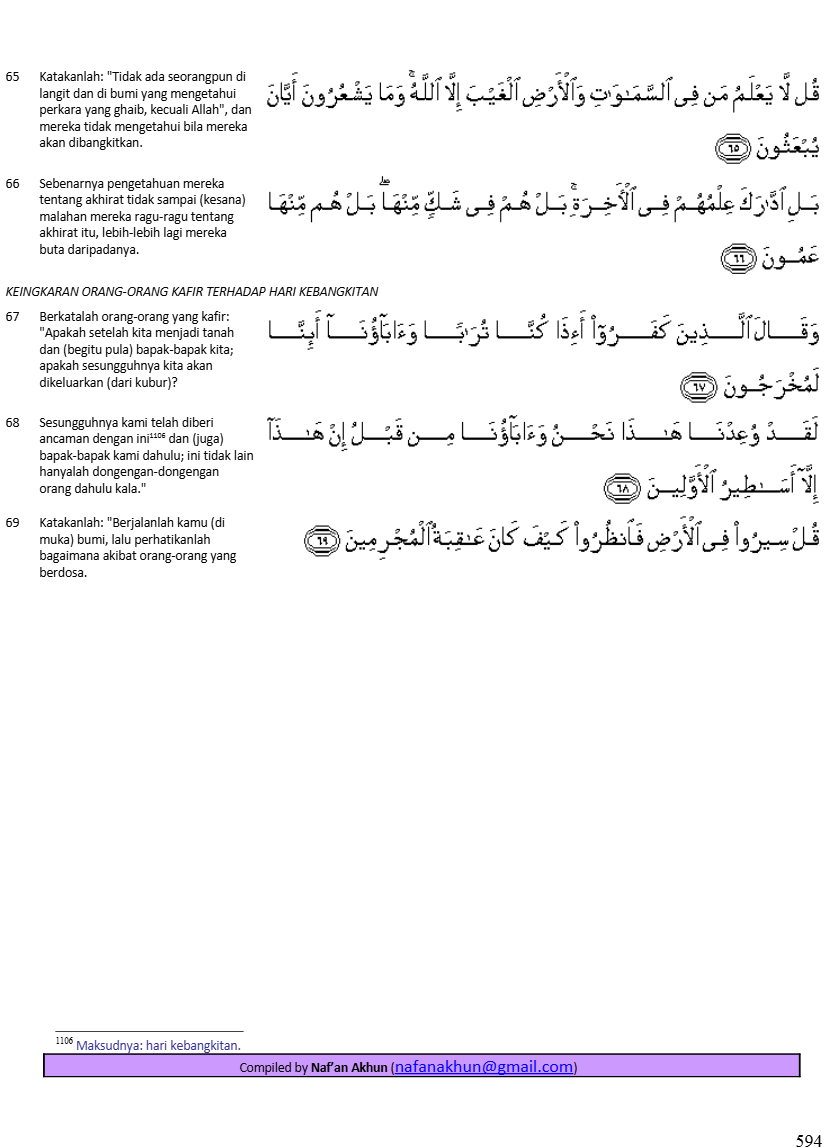 65 Katakanlah: "Tidak ada seorangpun di
langit dan di bumi yang mengetahui
perkara yang ghaib, kecuali Allah", dan
mereka tidak mengetahui bila mereka
akan dibangkitkan.
قُل لَّا يَعْلَمُ مَن فِى ٱلسَّمَـٰوَٰتِ وَٱلْأَرْضِ ٱلْغَيْبَ إِلَّا ٱللَّهُ ۚ وَمَا يَشْعُرُونَ أَيَّانَ
يُبْعَثُونَ ٦٥
66 Sebenarnya pengetahuan mereka
tentang akhirat tidak sampai (kesana)
malahan mereka ragu-ragu tentang
akhirat itu, lebih-lebih lagi mereka
buta daripadanya.
بَلِ ٱدَّٰرَكَ عِلْمُهُمْ فِى ٱلْأَخِرَةِ ۚ بَلْ هُمْ فِى شَكٍّ مِّنْهَا ۖ بَلْ هُم مِّنْهَا
عَمُونَ ٦٦
KEINGKARAN ORANG-ORANG KAFIR TERHADAP HARI KEBANGKITAN
67 Berkatalah orang-orang yang kafir:
"Apakah setelah kita menjadi tanah
dan (begitu pula) bapak-bapak kita;
apakah sesungguhnya kita akan
dikeluarkan (dari kubur)?
وَقَالَ ٱلَّذِينَ كَفَرُوٓا۟ أَءِذَا كُنَّا تُرَٰبًا وَءَابَآؤُنَآ أَئِنَّا
لَمُخْرَجُونَ ٦٧
68 Sesungguhnya kami telah diberi
ancaman dengan ini¹¹⁰⁶ dan (juga)
bapak-bapak kami dahulu; ini tidak lain
hanyalah dongengan-dongengan
orang dahulu kala."
لَقَدْ وُعِدْنَا هَـٰذَا نَحْنُ وَءَابَآؤُنَا مِن قَبْلُ إِنْ هَـٰذَآ
إِلَّآ أَسَـٰطِيرُ ٱلْأَوَّلِينَ ٦٨
69 Katakanlah: "Berjalanlah kamu (di
muka) bumi, lalu perhatikanlah
bagaimana akibat orang-orang yang
berdosa.
قُلْ سِيرُوا۟ فِى ٱلْأَرْضِ فَٱنظُرُوا۟ كَيْفَ كَانَ عَـٰقِبَةُ ٱلْمُجْرِمِينَ ٦٩
1106 Maksudnya: hari kebangkitan.
Compiled by Naf’an Akhun (nafanakhun@gmail.com)
594